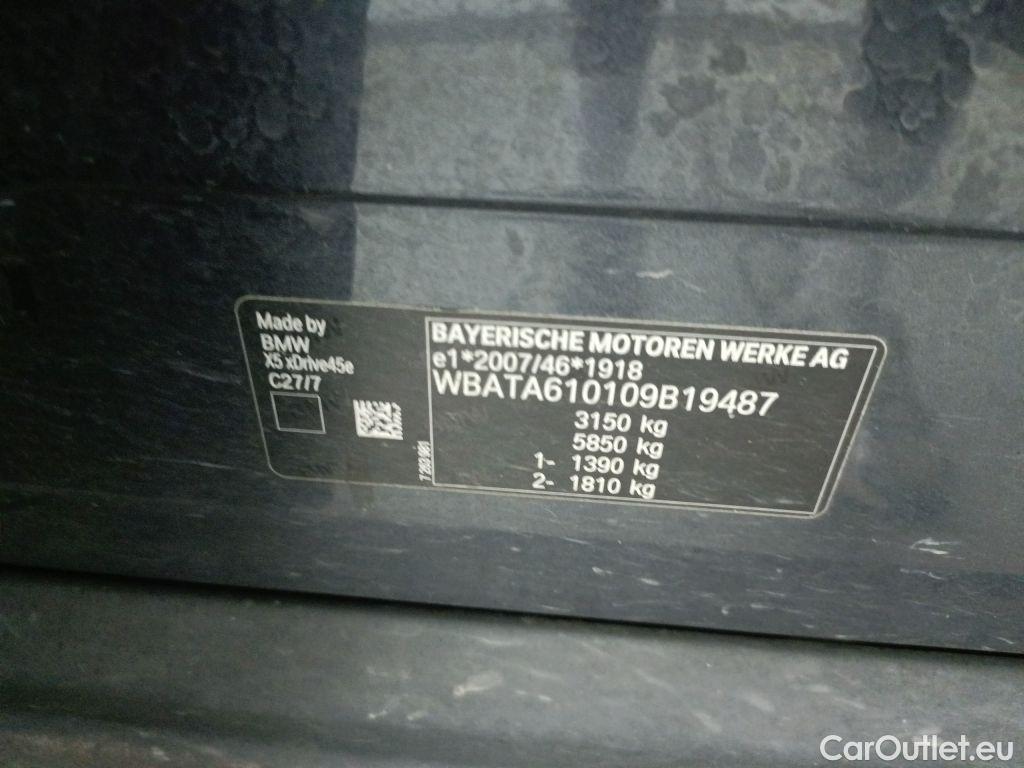 Made by
BMW
X5 xDrive45e
C27/7
BAYERISCHE MOTOREN WERKE AG
e1*2007/46*1918
WBATA610109B19487
3150 kg
5850 kg
1- 1390 kg
2- 1810 kg
CarOutlet.eu